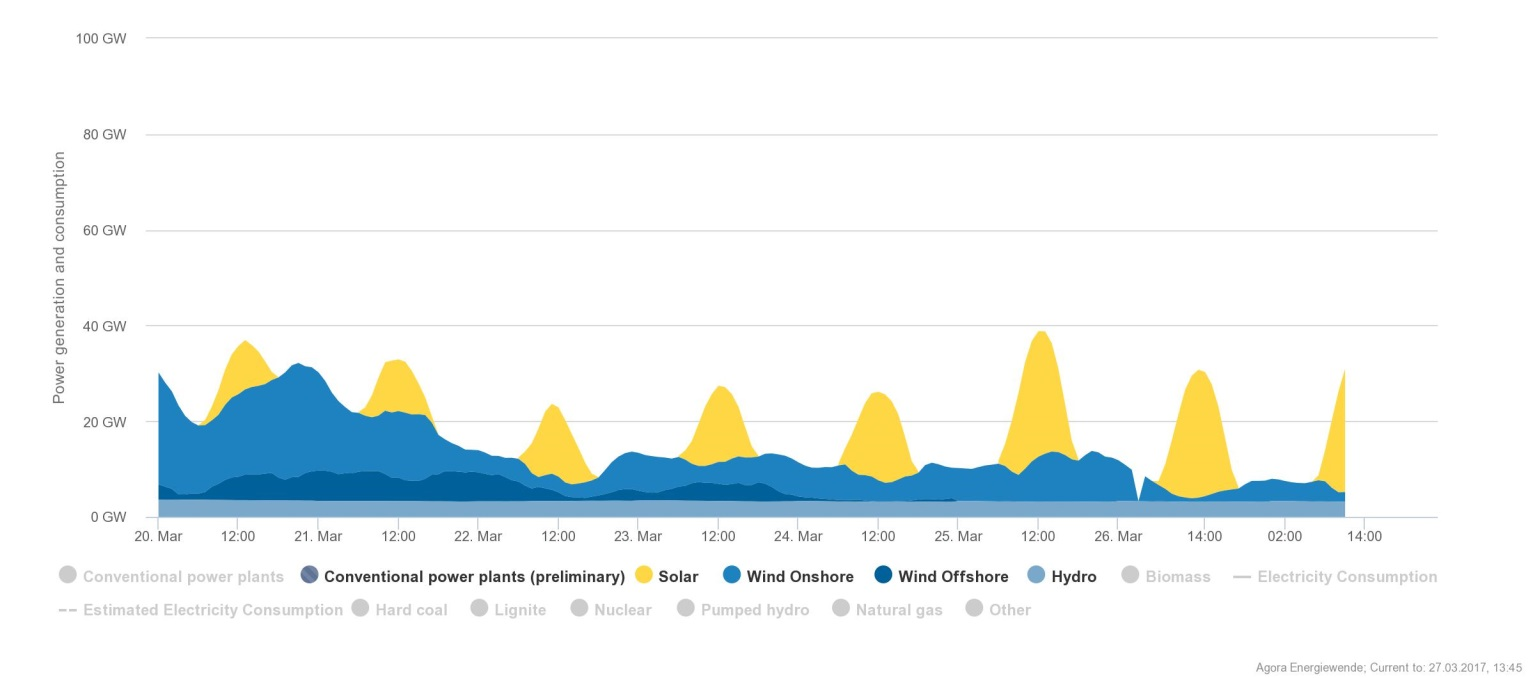 100 GW
80 GW
60 GW
40 GW
20 GW
0 GW
Power generation and consumption
20. Mar 12:00 21. Mar 12:00 22. Mar 12:00 23. Mar 12:00 24. Mar 12:00 25. Mar 12:00 26. Mar 14:00 02:00 14:00
Conventional power plants Conventional power plants (preliminary) Solar Wind Onshore Wind Offshore Hydro Biomass Electricity Consumption
Estimated Electricity Consumption Hard coal Lignite Nuclear Pumped hydro Natural gas Other
Agora Energiewende; Current to: 27.03.2017, 13:45